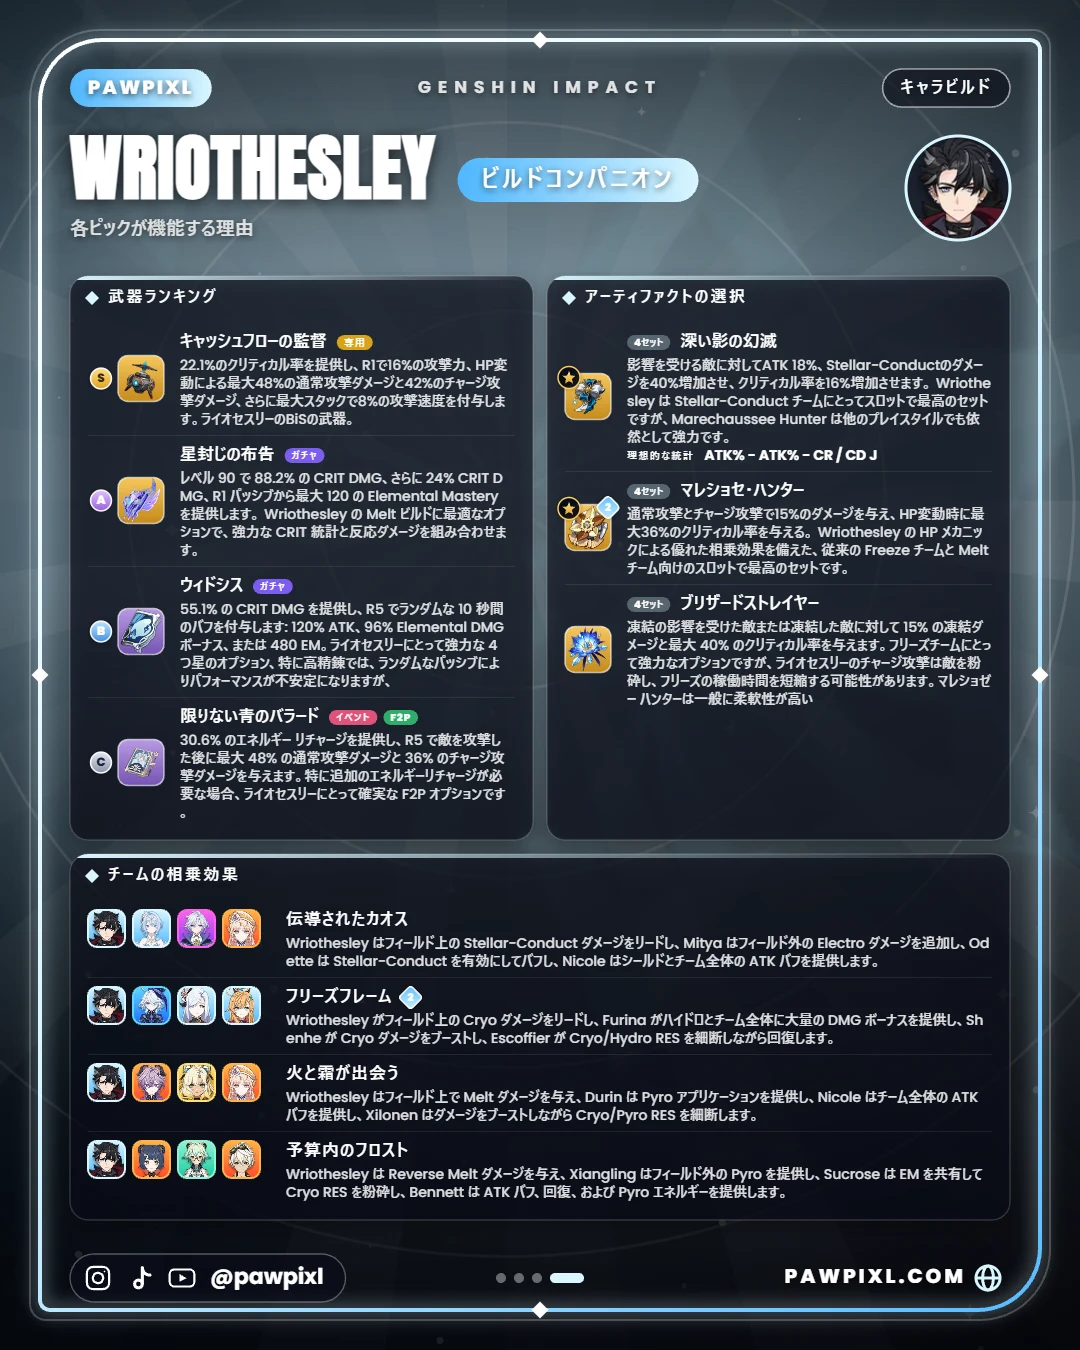 PAWPIXL
GENSHIN IMPACT
キャラビルド
WRIOTHESLEY
ビルドコンパニオン
各ピックが機能する理由
武器ランキング
S
キャッシュフローの監督 専用
22.1%のクリティカル率を提供し、R1で16%の攻撃力、HP変
動による最大48%の通常攻撃ダメージと42%のチャージ攻
撃ダメージ、さらに最大スタックで8%の攻撃速度を付与しま
す。ライオセスリーのBiSの武器。
A
星封じの布告 ガチャ
レベル 90 で 88.2% の CRIT DMG、さらに 24% CRIT D
MG、R1 パッシブから最大 120 の Elemental Mastery
を提供します。 Wriothesley の Melt ビルドに最適なオプ
ションで、強力な CRIT 統計と反応ダメージを組み合わせま
す。
B
ウィドシス ガチャ
55.1% の CRIT DMG を提供し、R5 でランダムな 10 秒間
のバフを付与します: 120% ATK、96% Elemental DMG
ボーナス、または 480 EM。ライオセスリーにとって強力な 4
つ星のオプション、特に高精錬では、ランダムなパッシブによ
りパフォーマンスが不安定になりますが、
C
限りない青のバラード イベント F2P
30.6% のエネルギー リチャージを提供し、R5 で敵を攻撃し
た後に最大 48% の通常攻撃ダメージと 36% のチャージ攻
撃ダメージを与えます。特に追加のエネルギーリチャージが必
要な場合、ライオセスリーにとって確実な F2P オプションです
。
アーティファクトの選択
4セット 深い影の幻滅
影響を受ける敵に対してATK 18%、Stellar-Conductのダメー
ジを40%増加させ、クリティカル率を16%増加させます。 Wriothe
sley は Stellar-Conduct チームにとってスロットで最高のセット
ですが、Marechaussee Hunter は他のプレイスタイルでも依
然として強力です。
理想的な統計 ATK% - ATK% - CR / CD J
2
4セット マレショセ・ハンター
通常攻撃とチャージ攻撃で15%のダメージを与え、HP変動時に最
大36%のクリティカル率を与える。 Wriothesley の HP メカニッ
クによる優れた相乗効果を備えた、従来の Freeze チームと Melt
チーム向けのスロットで最高のセットです。
4セット ブリザードストレイヤー
凍結の影響を受けた敵または凍結した敵に対して 15% の凍結ダ
メージと最大 40% のクリティカル率を与えます。フリーズチームにとっ
て強力なオプションですが、ライオセスリーのチャージ攻撃は敵を粉
砕し、フリーズの稼働時間を短縮する可能性があります。マレショゼ
ー ハンターは一般に柔軟性が高い
チームの相乗効果
伝導されたカオス
Wriothesley はフィールド上の Stellar-Conduct ダメージをリードし、Mitya はフィールド外の Electro ダメージを追加し、Od
ette は Stellar-Conduct を有効にしてバフし、Nicole はシールドとチーム全体の ATK バフを提供します。
フリーズフレーム 2
Wriothesley がフィールド上の Cryo ダメージをリードし、Furina がハイドロとチーム全体に大量の DMG ボーナスを提供し、Sh
enhe が Cryo ダメージをブーストし、Escoffier が Cryo/Hydro RES を細断しながら回復します。
火と霜が出会う
Wriothesley はフィールド上で Melt ダメージを与え、Durin は Pyro アプリケーションを提供し、Nicole はチーム全体の ATK
バフを提供し、Xilonen はダメージをブーストしながら Cryo/Pyro RES を細断します。
予算内のフロスト
Wriothesley は Reverse Melt ダメージを与え、Xiangling はフィールド外の Pyro を提供し、Sucrose は EM を共有して
Cryo RES を粉砕し、Bennett は ATK バフ、回復、および Pyro エネルギーを提供します。
@pawpixl
PAWPIXL.COM